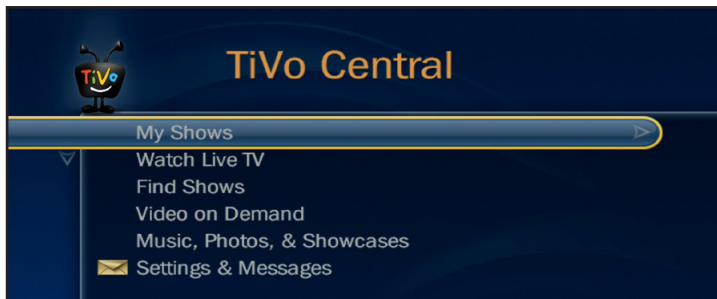 TiVo
TiVo Central
My Shows
Watch Live TV
Find Shows
Video on Demand
Music, Photos, & Showcases
Settings & Messages